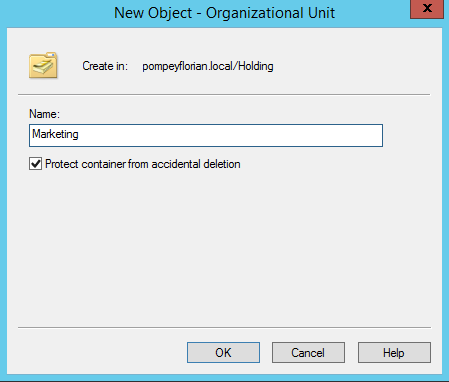 New Object - Organizational Unit
x
Create in: pompeyflorian.local/Holding
Name:
Marketing
Protect container from accidental deletion
OK Cancel Help